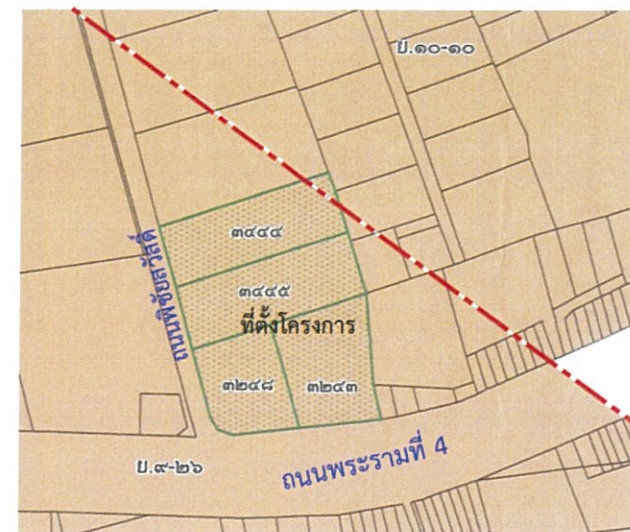 ย.๑๐-๑๐
๓๔๔๔
ถนนพิชัยสวัสดิ์
๓๔๔๕
ที่ตั้งโครงการ
๓๒๔๘
๓๒๔๓
ถนนพระรามที่ 4
ย.๙-๒๖